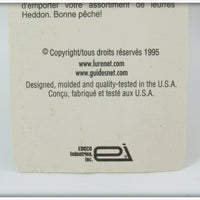 d'emporter votre assortiment de leurres
Heddon. Bonne pêche!
© Copyright/tous droits réservés 1995
www.lurenet.com
www.guidesnet.com
Designed, molded and quality-tested in the U.S.A.
Conçu, fabriqué et testé aux U.S.A.
EBSCO
Industries,
Inc.
ei